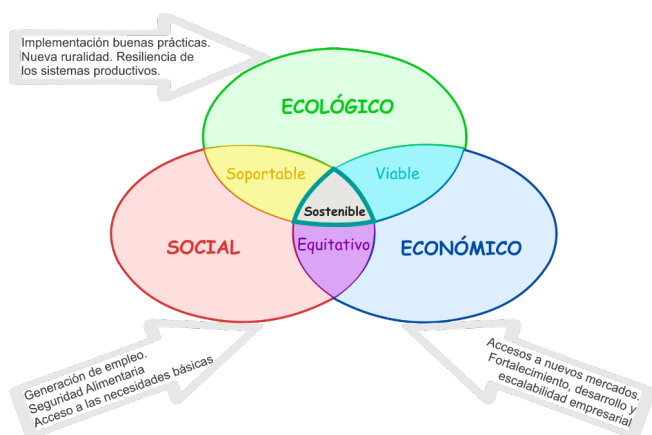 Implementación buenas prácticas.
Nueva ruralidad. Resiliencia de
los sistemas productivos.
ECOLÓGICO
Soportable
Viable
Sostenible
SOCIAL
Equitativo
ECONÓMICO
Generación de empleo.
Seguridad Alimentaria
Acceso a las necesidades básicas
Accesos a nuevos mercados.
Fortalecimiento, desarrollo y
escalabilidad empresarial